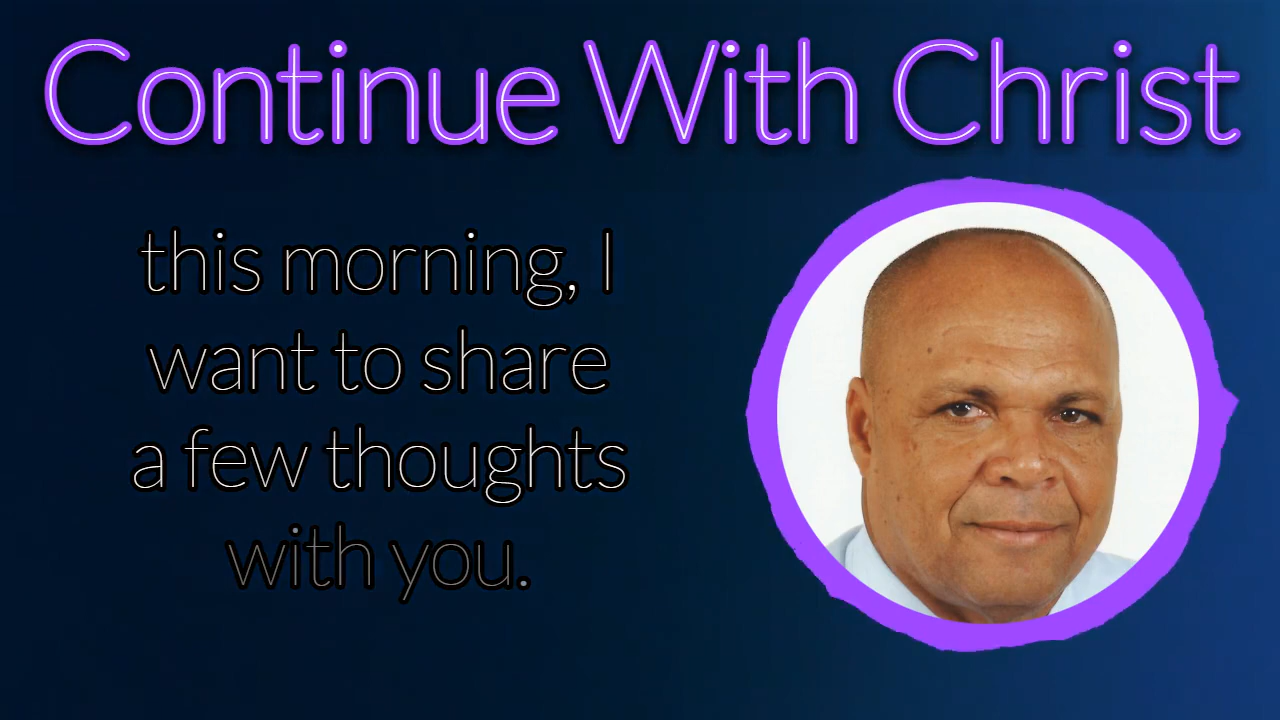 Continue With Christ
this morning, I
want to share
a few thoughts
with you.